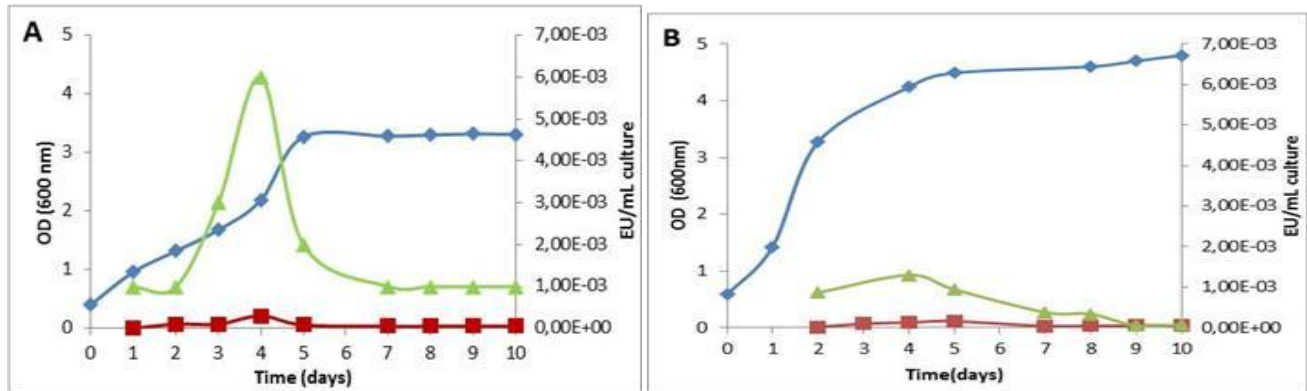 A
5
4
3
2
1
0
OD (600 nm)
7,00E-03
6,00E-03
5,00E-03
4,00E-03
3,00E-03
2,00E-03
1,00E-03
0,00E+00
EU/mL culture
0 1 2 3 4 5 6 7 8 9 10
Time (days)
B
5
4
3
2
1
0
OD (600nm)
7,00E-03
6,00E-03
5,00E-03
4,00E-03
3,00E-03
2,00E-03
1,00E-03
0,00E+00
EU/mL culture
0 1 2 3 4 5 6 7 8 9 10
Time(days)